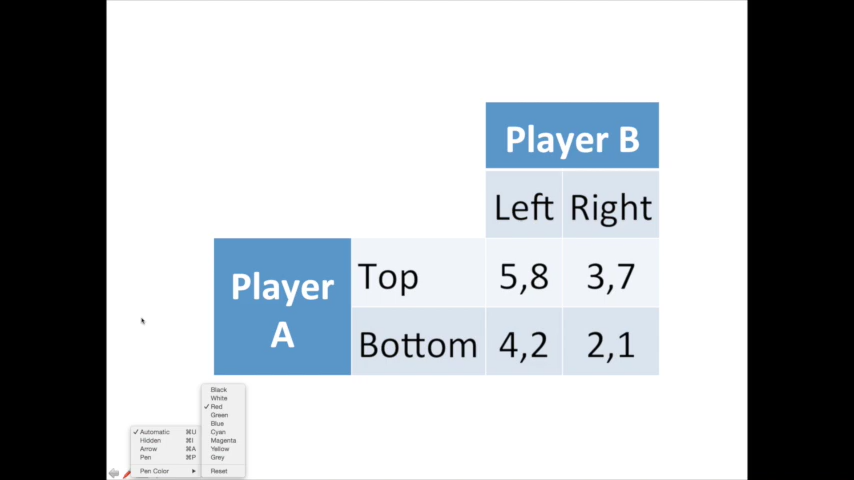 Player B
Left Right
Player
A
Top 5,8 3,7
Bottom 4,2 2,1
Black
White
Red
Green
Blue
Cyan
Magenta
Yellow
Grey
Reset
Automatic ⌘U
Hidden ⌘I
Arrow ⌘A
Pen ⌘P
Pen Color